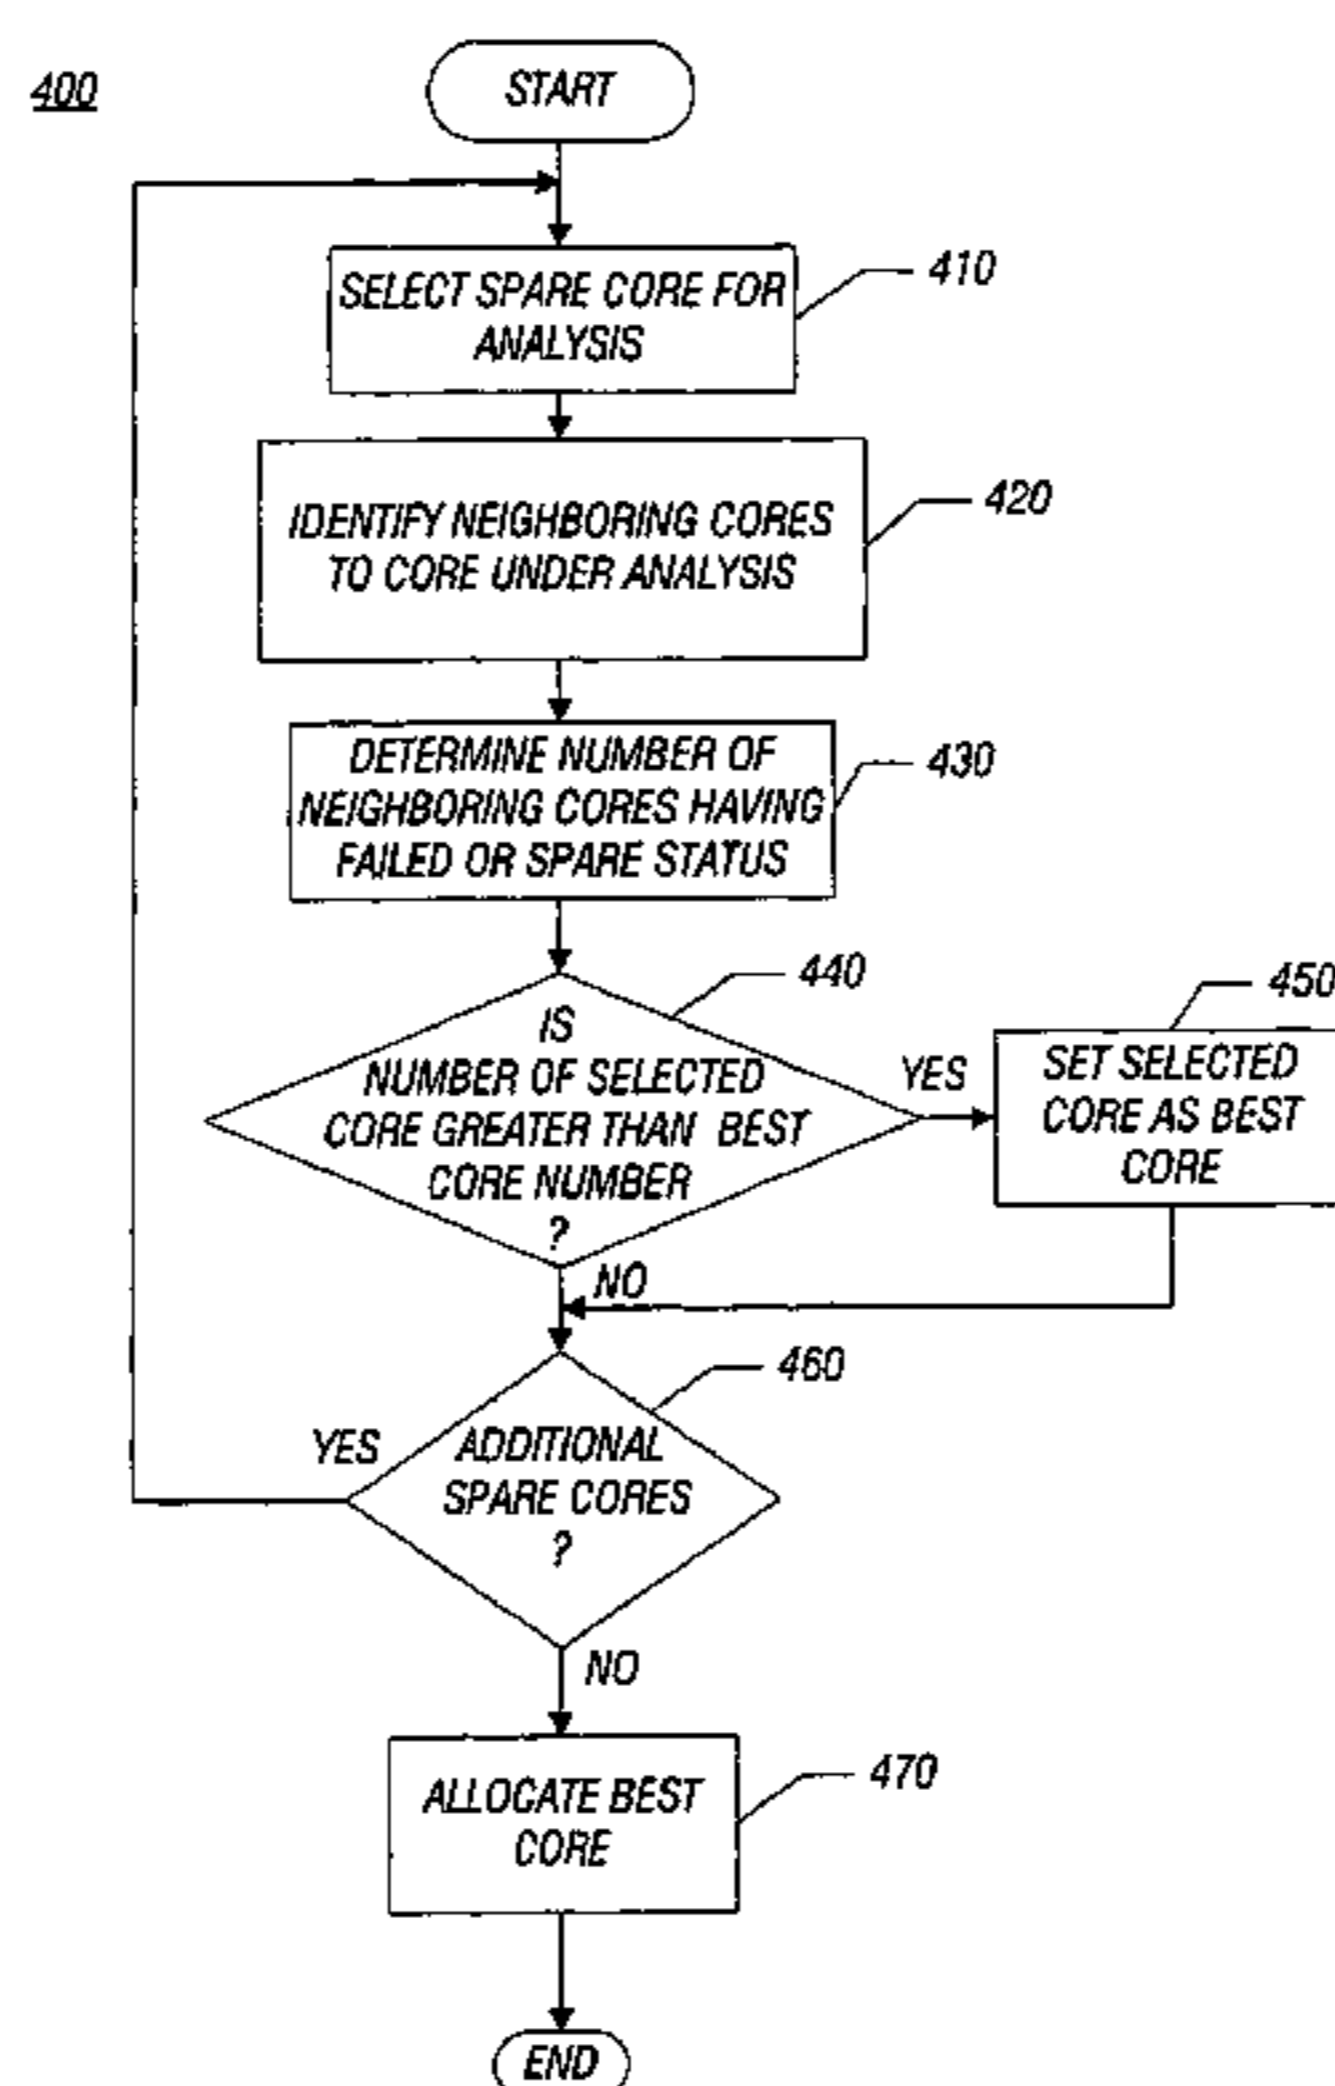 400
START
SELECT SPARE CORE FOR
ANALYSIS
410
IDENTIFY NEIGHBORING CORES
TO CORE UNDER ANALYSIS
420
DETERMINE NUMBER OF
NEIGHBORING CORES HAVING
FAILED OR SPARE STATUS
430
440
IS
NUMBER OF SELECTED
CORE GREATER THAN BEST
CORE NUMBER
?
YES
450
SET SELECTED
CORE AS BEST
CORE
NO
460
YES
ADDITIONAL
SPARE CORES
?
NO
ALLOCATE BEST
CORE
470
END